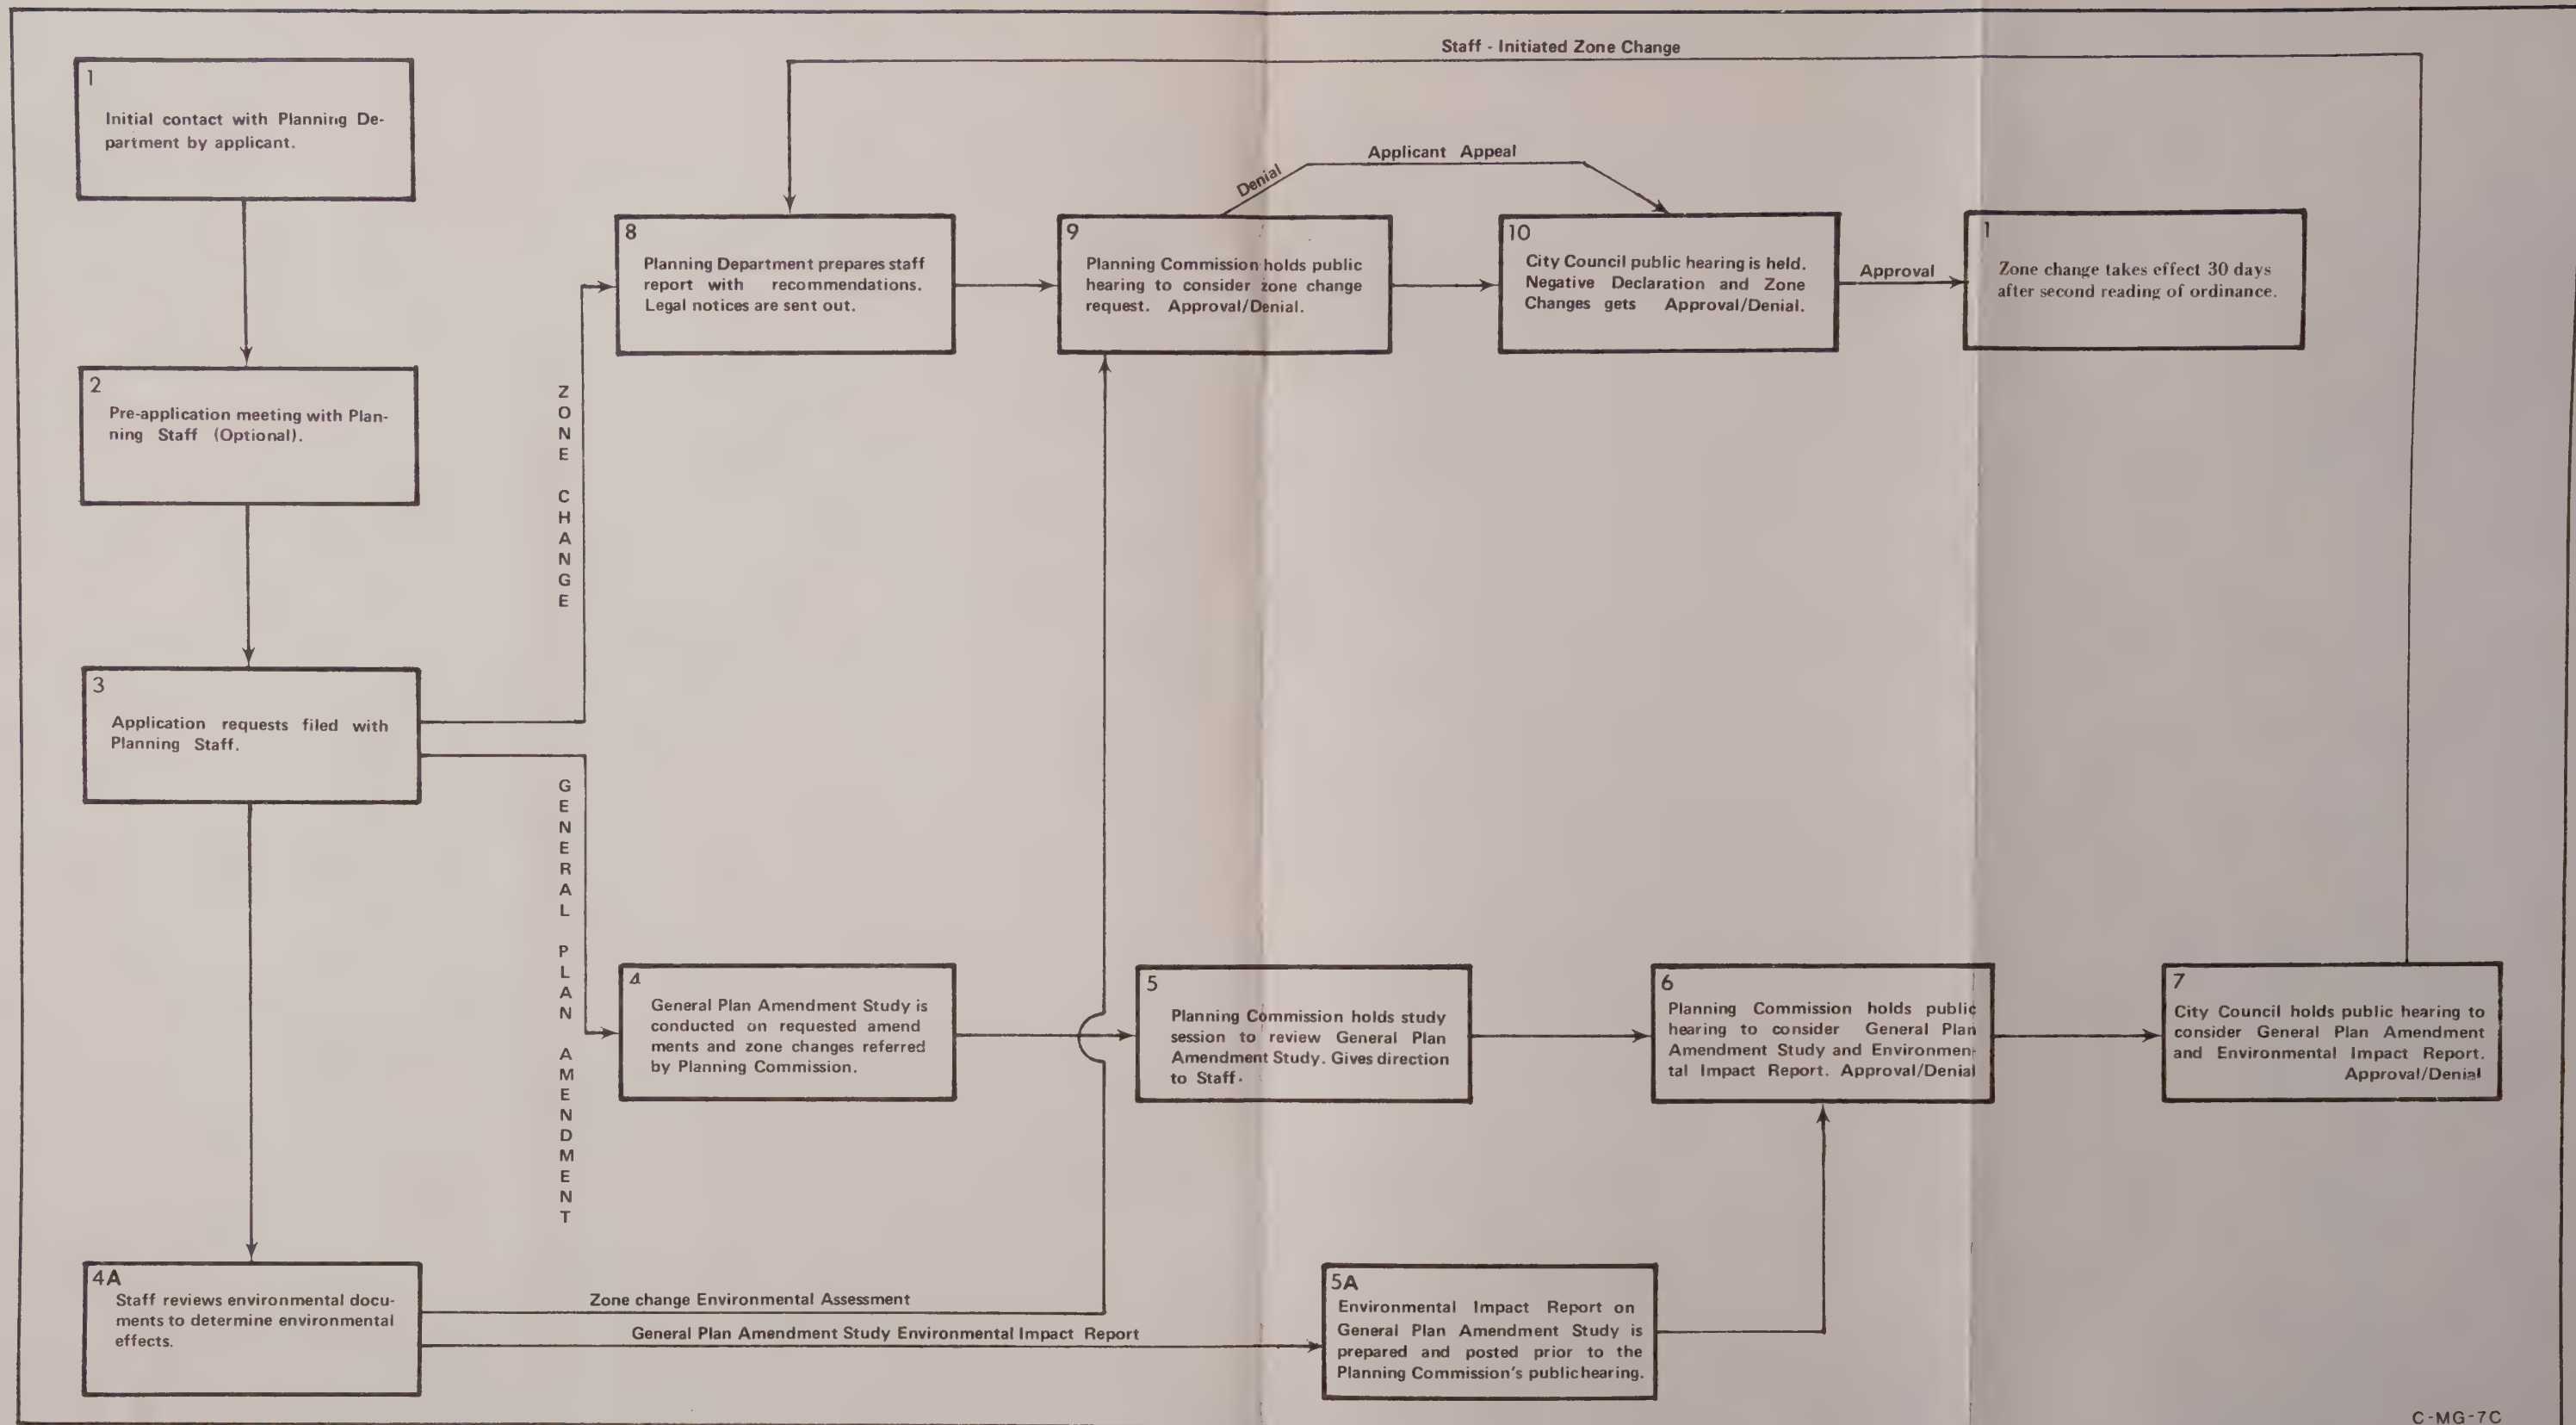 Staff - Initiated Zone Change
1
Initial contact with Planning De-
partment by applicant.
2
Pre-application meeting with Plan-
ning Staff (Optional).
3
Application requests filed with
Planning Staff.
ZONE CHANGE
GENERAL PLAN AMENDMENT
8
Planning Department prepares staff
report with recommendations.
Legal notices are sent out.
Denial
Applicant Appeal
9
Planning Commission holds public
hearing to consider zone change
request. Approval/Denial.
10
City Council public hearing is held.
Negative Declaration and Zone
Changes gets Approval/Denial.
Approval
1
Zone change takes effect 30 days
after second reading of ordinance.
4
General Plan Amendment Study is
conducted on requested amend
ments and zone changes referred
by Planning Commission.
5
Planning Commission holds study
session to review General Plan
Amendment Study. Gives direction
to Staff.
6
Planning Commission holds public
hearing to consider General Plan
Amendment Study and Environmen-
tal Impact Report. Approval/Denial
7
City Council holds public hearing to
consider General Plan Amendment
and Environmental Impact Report.
Approval/Denial
4A
Staff reviews environmental docu-
ments to determine environmental
effects.
Zone change Environmental Assessment
General Plan Amendment Study Environmental Impact Report
5A
Environmental Impact Report on
General Plan Amendment Study is
prepared and posted prior to the
Planning Commission's publichearing.
C-MG-7C